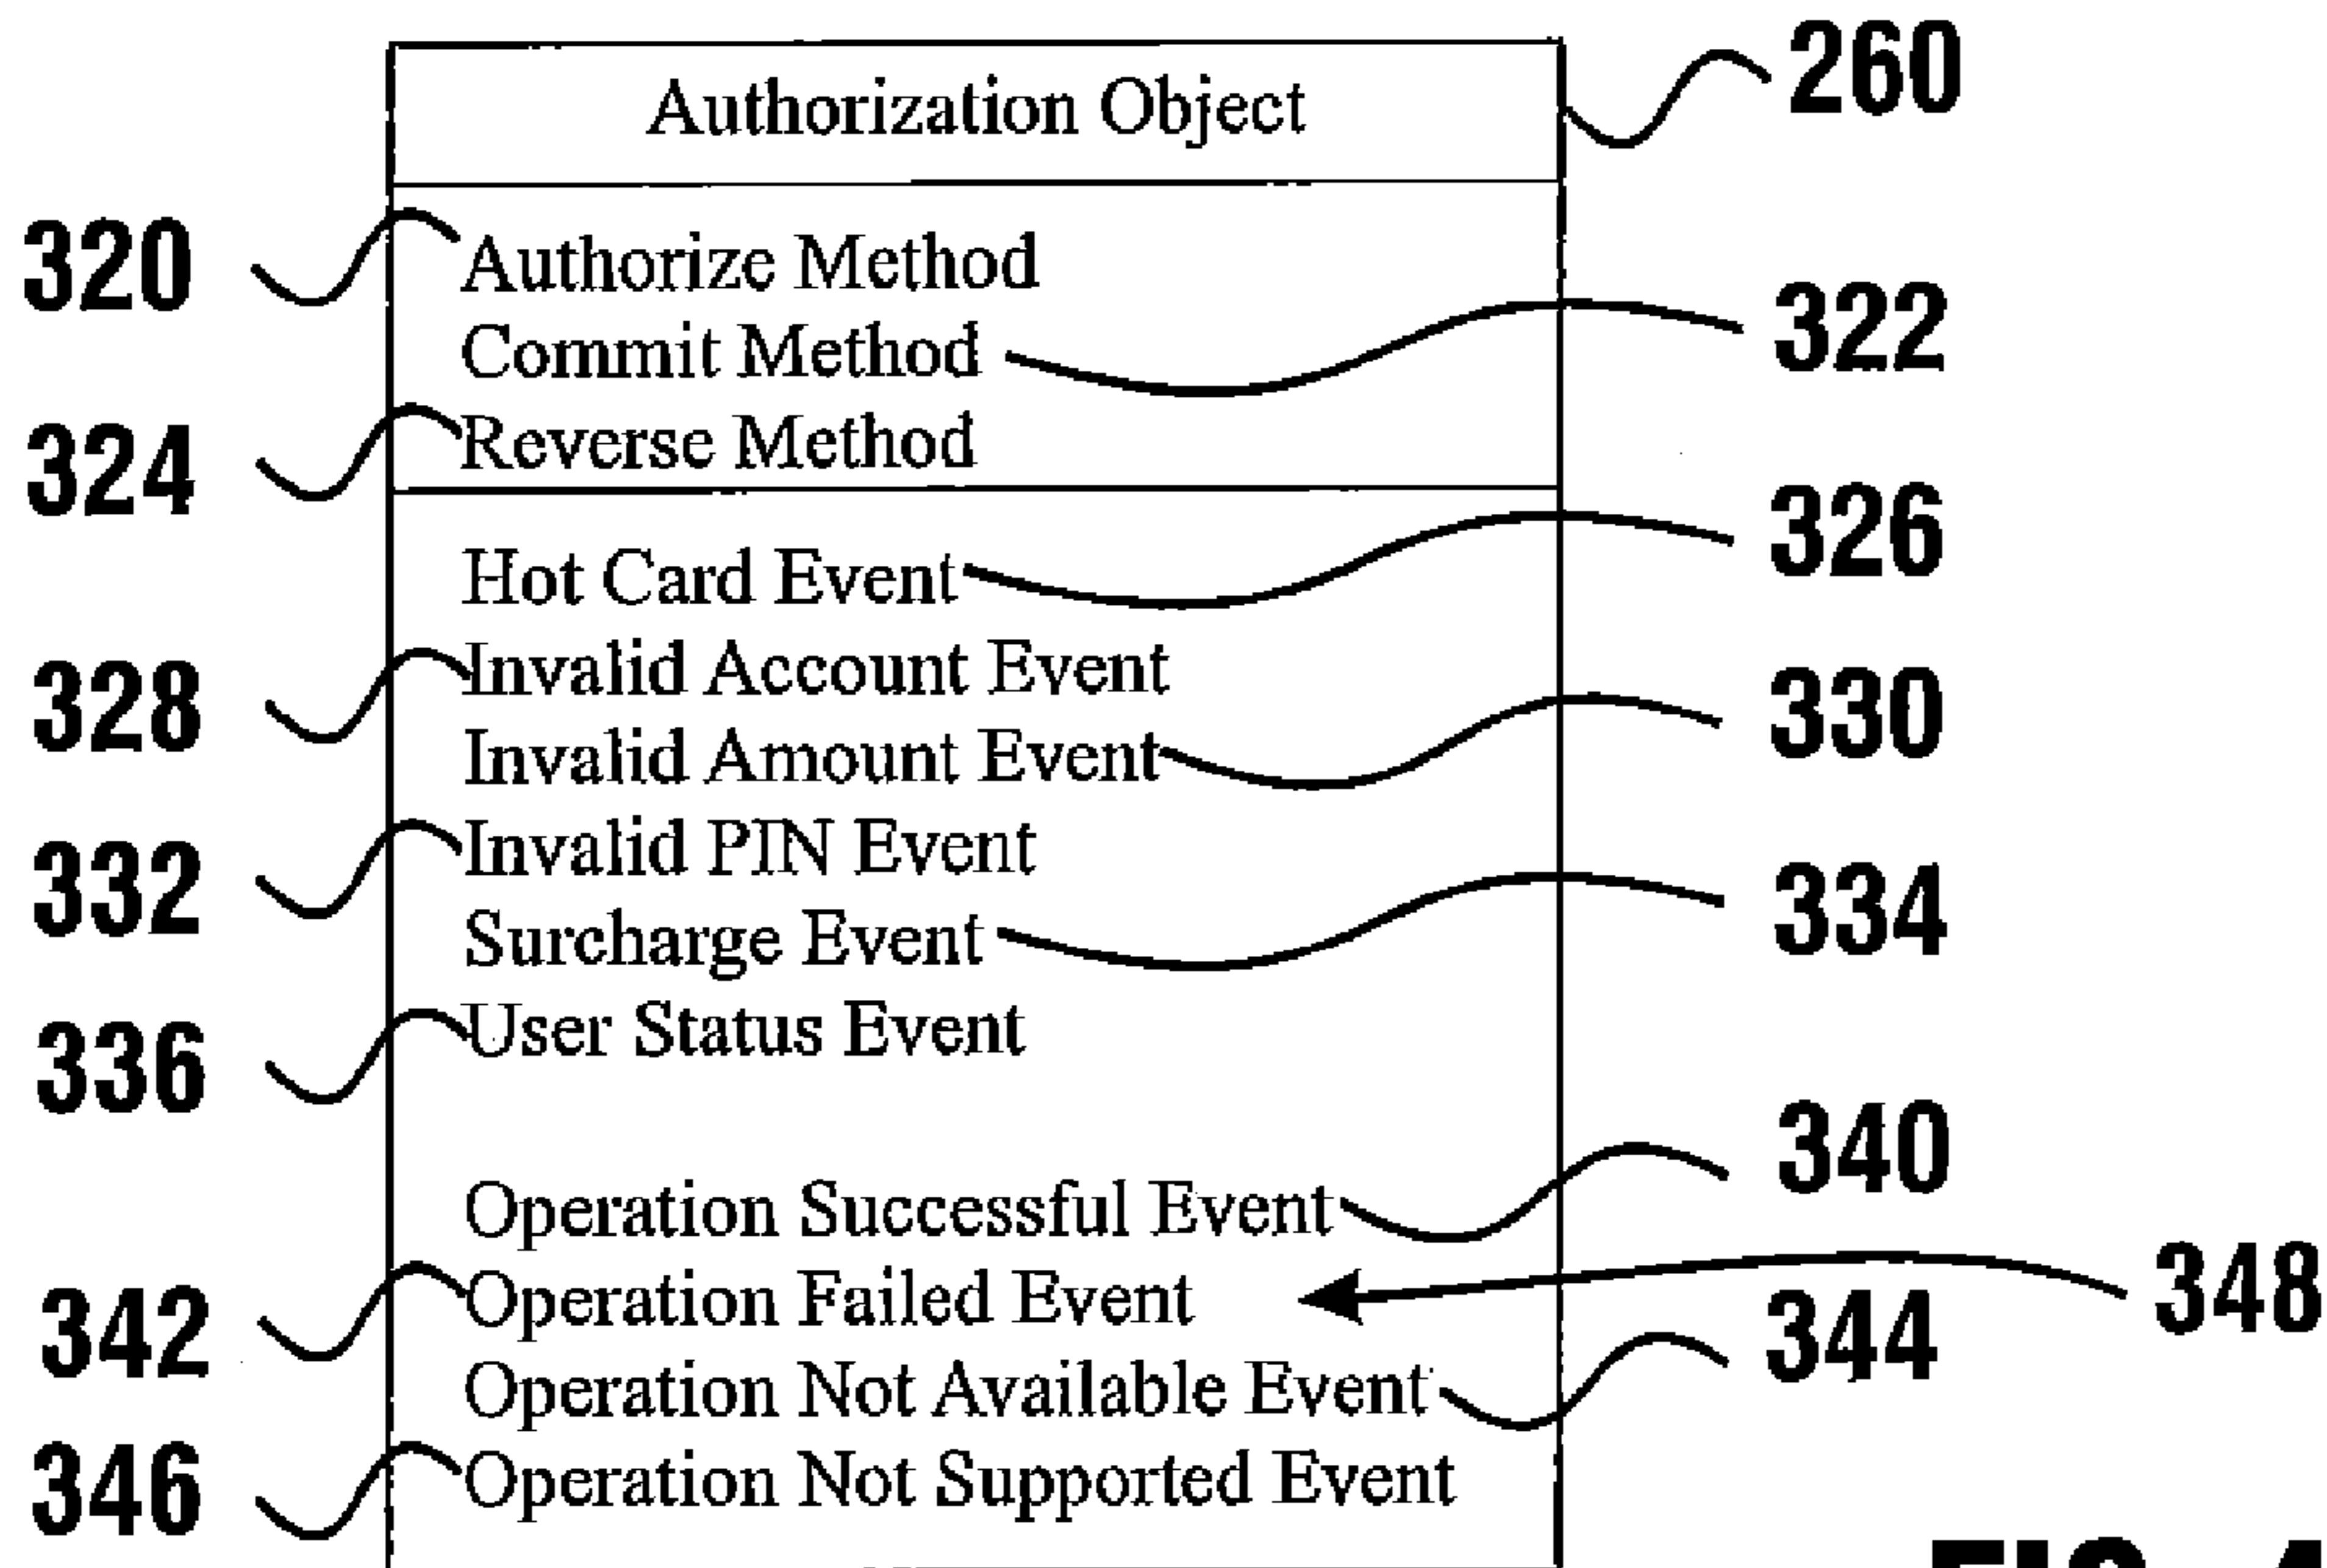 Authorization Object 260
320 Authorize Method
Commit Method 322
324 Reverse Method
Hot Card Event 326
328 Invalid Account Event
Invalid Amount Event 330
332 Invalid PIN Event
Surcharge Event 334
336 User Status Event
Operation Successful Event 340
342 Operation Failed Event 348
Operation Not Available Event 344
346 Operation Not Supported Event